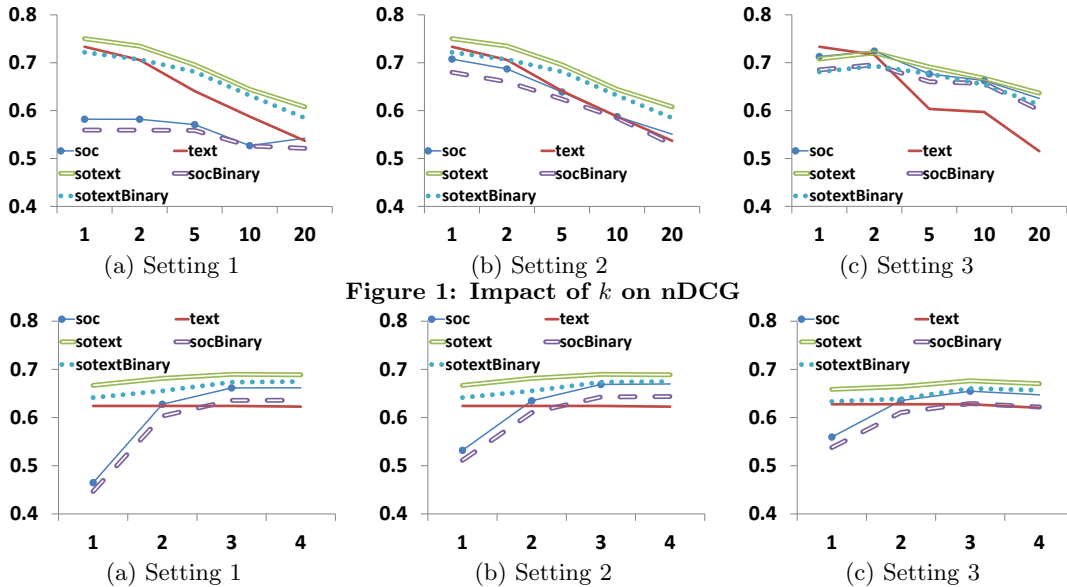 0.8
0.7
0.6
0.5
0.4
soc
text
sotext
socBinary
sotextBinary
1 2 5 10 20
(a) Setting 1
0.8
0.7
0.6
0.5
0.4
soc
text
sotext
socBinary
sotextBinary
1 2 5 10 20
(b) Setting 2
0.8
0.7
0.6
0.5
0.4
soc
text
sotext
socBinary
sotextBinary
1 2 5 10 20
(c) Setting 3
Figure 1: Impact of k on nDCG
0.8
0.7
0.6
0.5
0.4
soc
text
sotext
socBinary
sotextBinary
1 2 3 4
(a) Setting 1
0.8
0.7
0.6
0.5
0.4
soc
text
sotext
socBinary
sotextBinary
1 2 3 4
(b) Setting 2
0.8
0.7
0.6
0.5
0.4
soc
text
sotext
socBinary
sotextBinary
1 2 3 4
(c) Setting 3